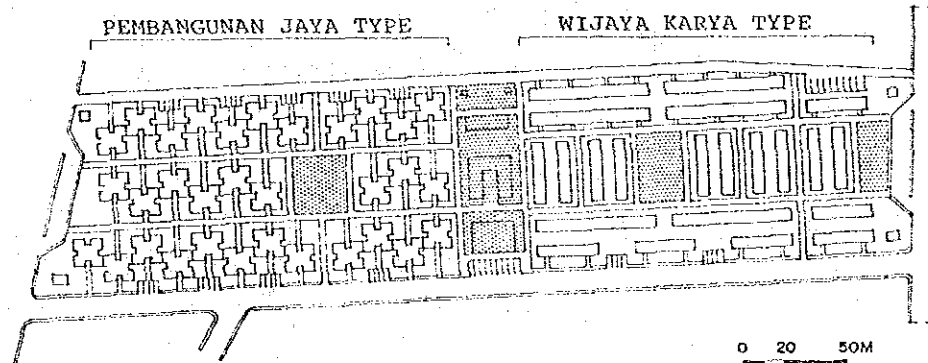 PEMBANGUNAN JAYA TYPE
WIJAYA KARYA TYPE
0 20 50M